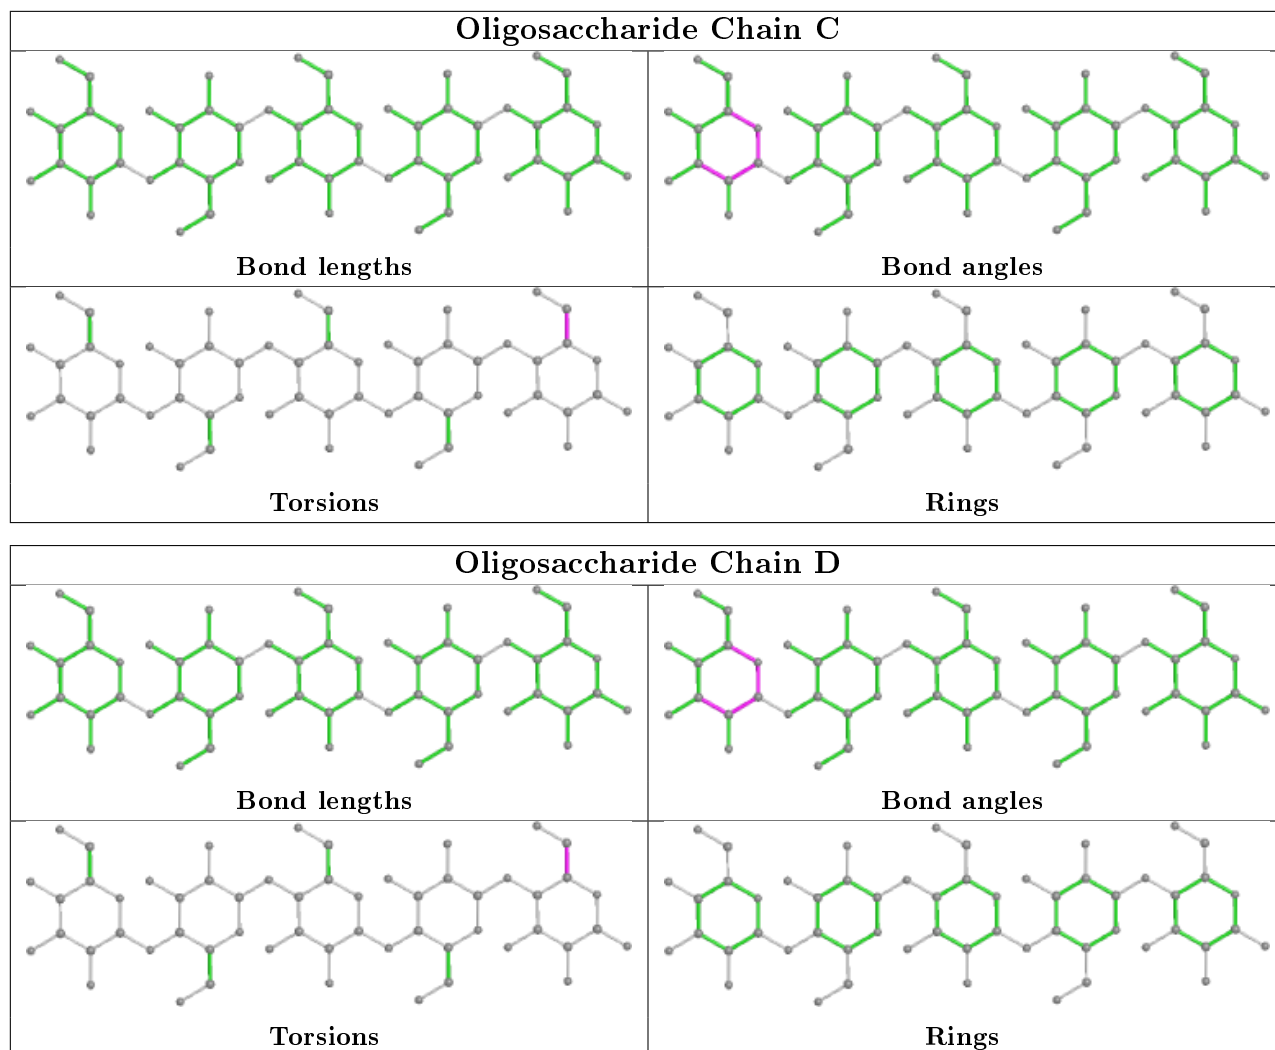 Oligosaccharide Chain C
Bond lengths
Bond angles
Torsions
Rings
Oligosaccharide Chain D
Bond lengths
Bond angles
Torsions
Rings